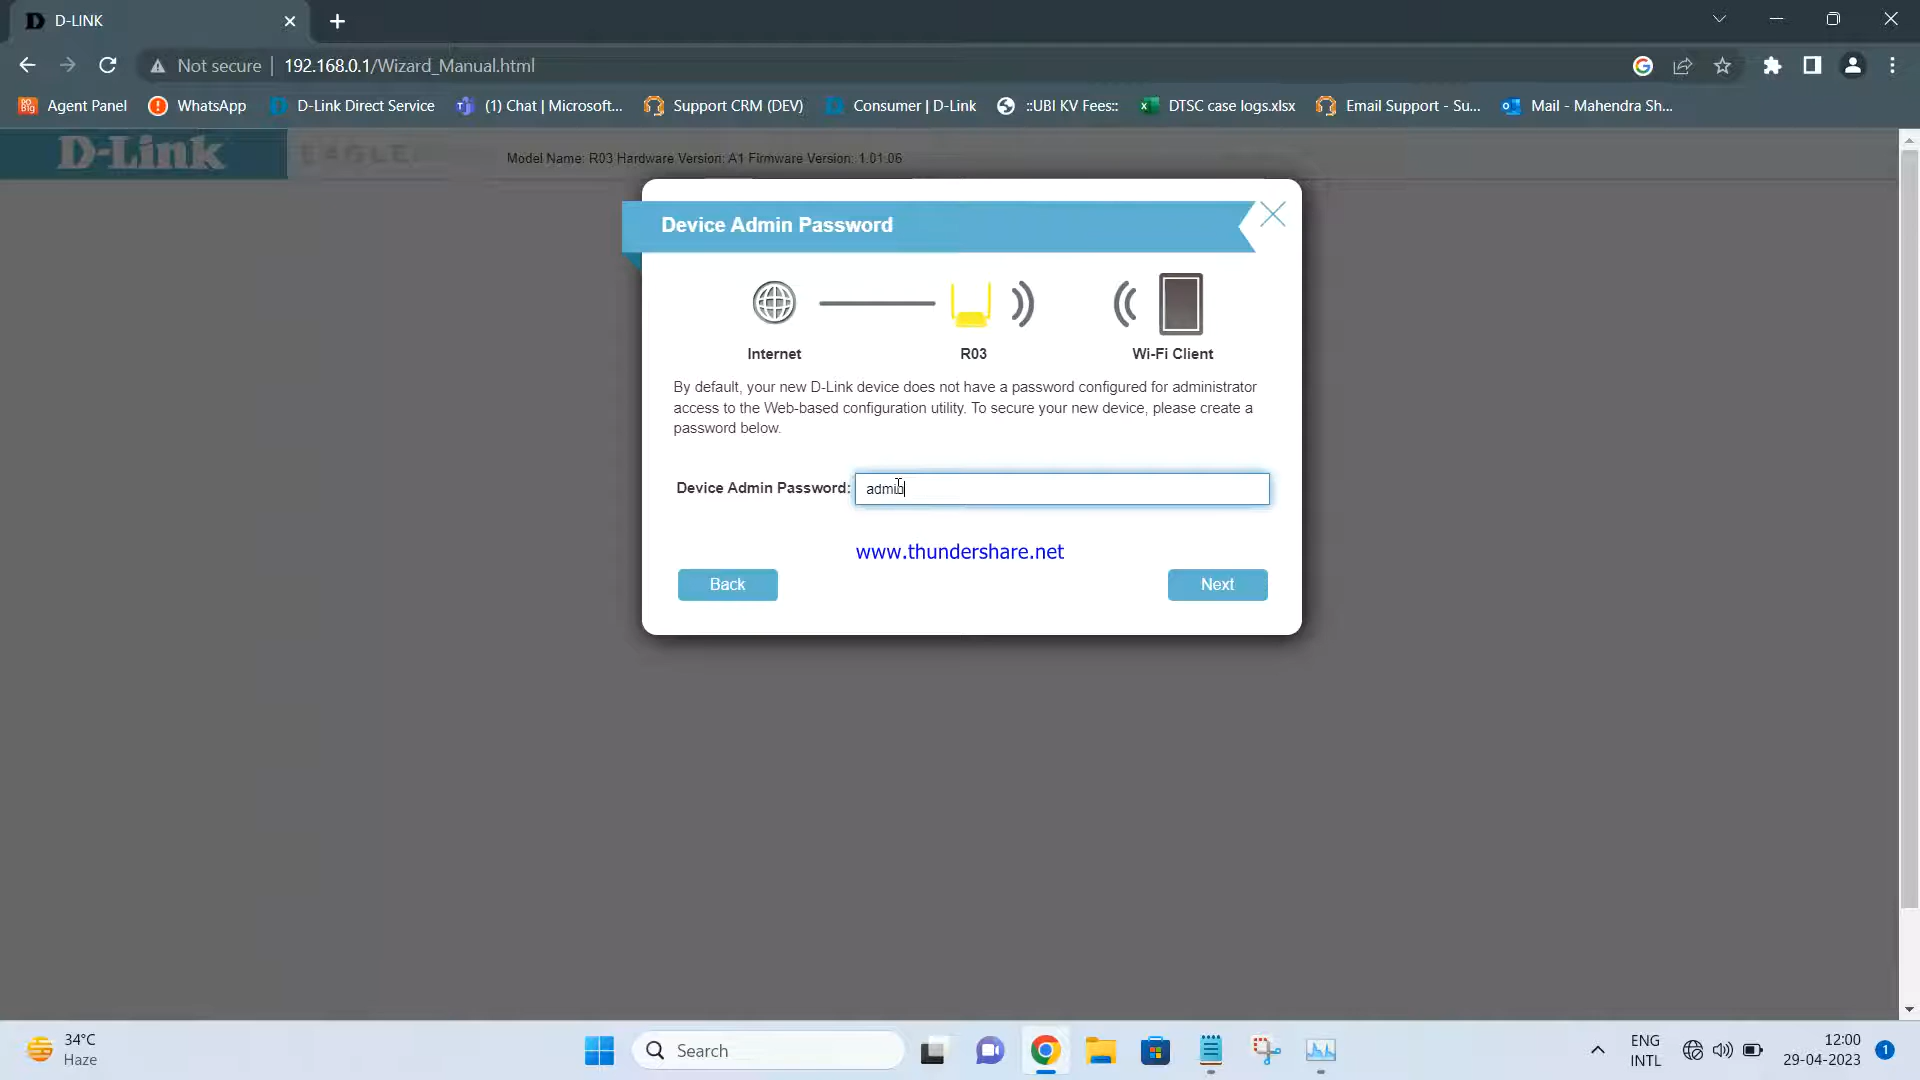 D-LINK
Not secure
192.168.0.1/Wizard_Manual.html
Agent Panel
WhatsApp
D-Link Direct Service
(1) Chat | Microsoft...
Support CRM (DEV)
Consumer | D-Link
::UBI KV Fees::
DTSC case logs.xlsx
Email Support - Su...
Mail - Mahendra Sh...
D-Link
EAGLE
Model Name: R03 Hardware Version: A1 Firmware Version: 1.01.06
Device Admin Password
Internet
R03
Wi-Fi Client
By default, your new D-Link device does not have a password configured for administrator
access to the Web-based configuration utility. To secure your new device, please create a
password below.
Device Admin Password:
admin
www.thundershare.net
Back
Next
34°C
Haze
Search
ENG
INTL
12:00
29-04-2023
1